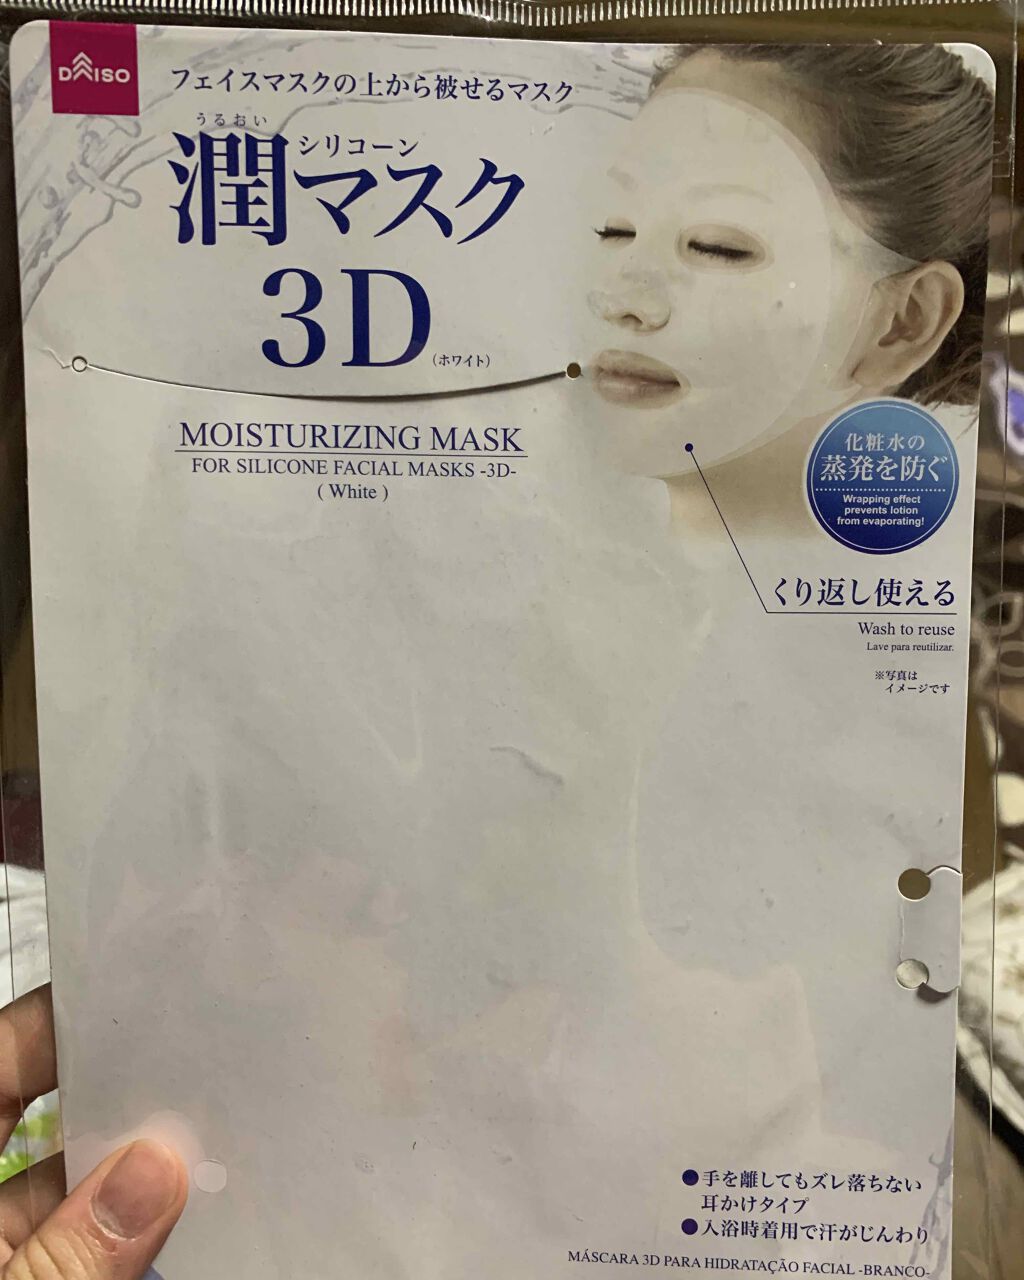 DAISO
フェイスマスクの上から被せるマスク
うるおい
シリコーン
潤マスク
3D
(ホワイト)
MOISTURIZING MASK
FOR SILICONE FACIAL MASKS -3D-
( White )
化粧水の
蒸発を防ぐ
Wrapping effect
prevents lotion
from evaporating!
くり返し使える
Wash to reuse
Lave para reutilizar.
※写真は
イメージです
●手を離してもズレ落ちない
耳かけタイプ
●入浴時着用で汗がじんわり
MÁSCARA 3D PARA HIDRATAÇÃO FACIAL -BRANCO-